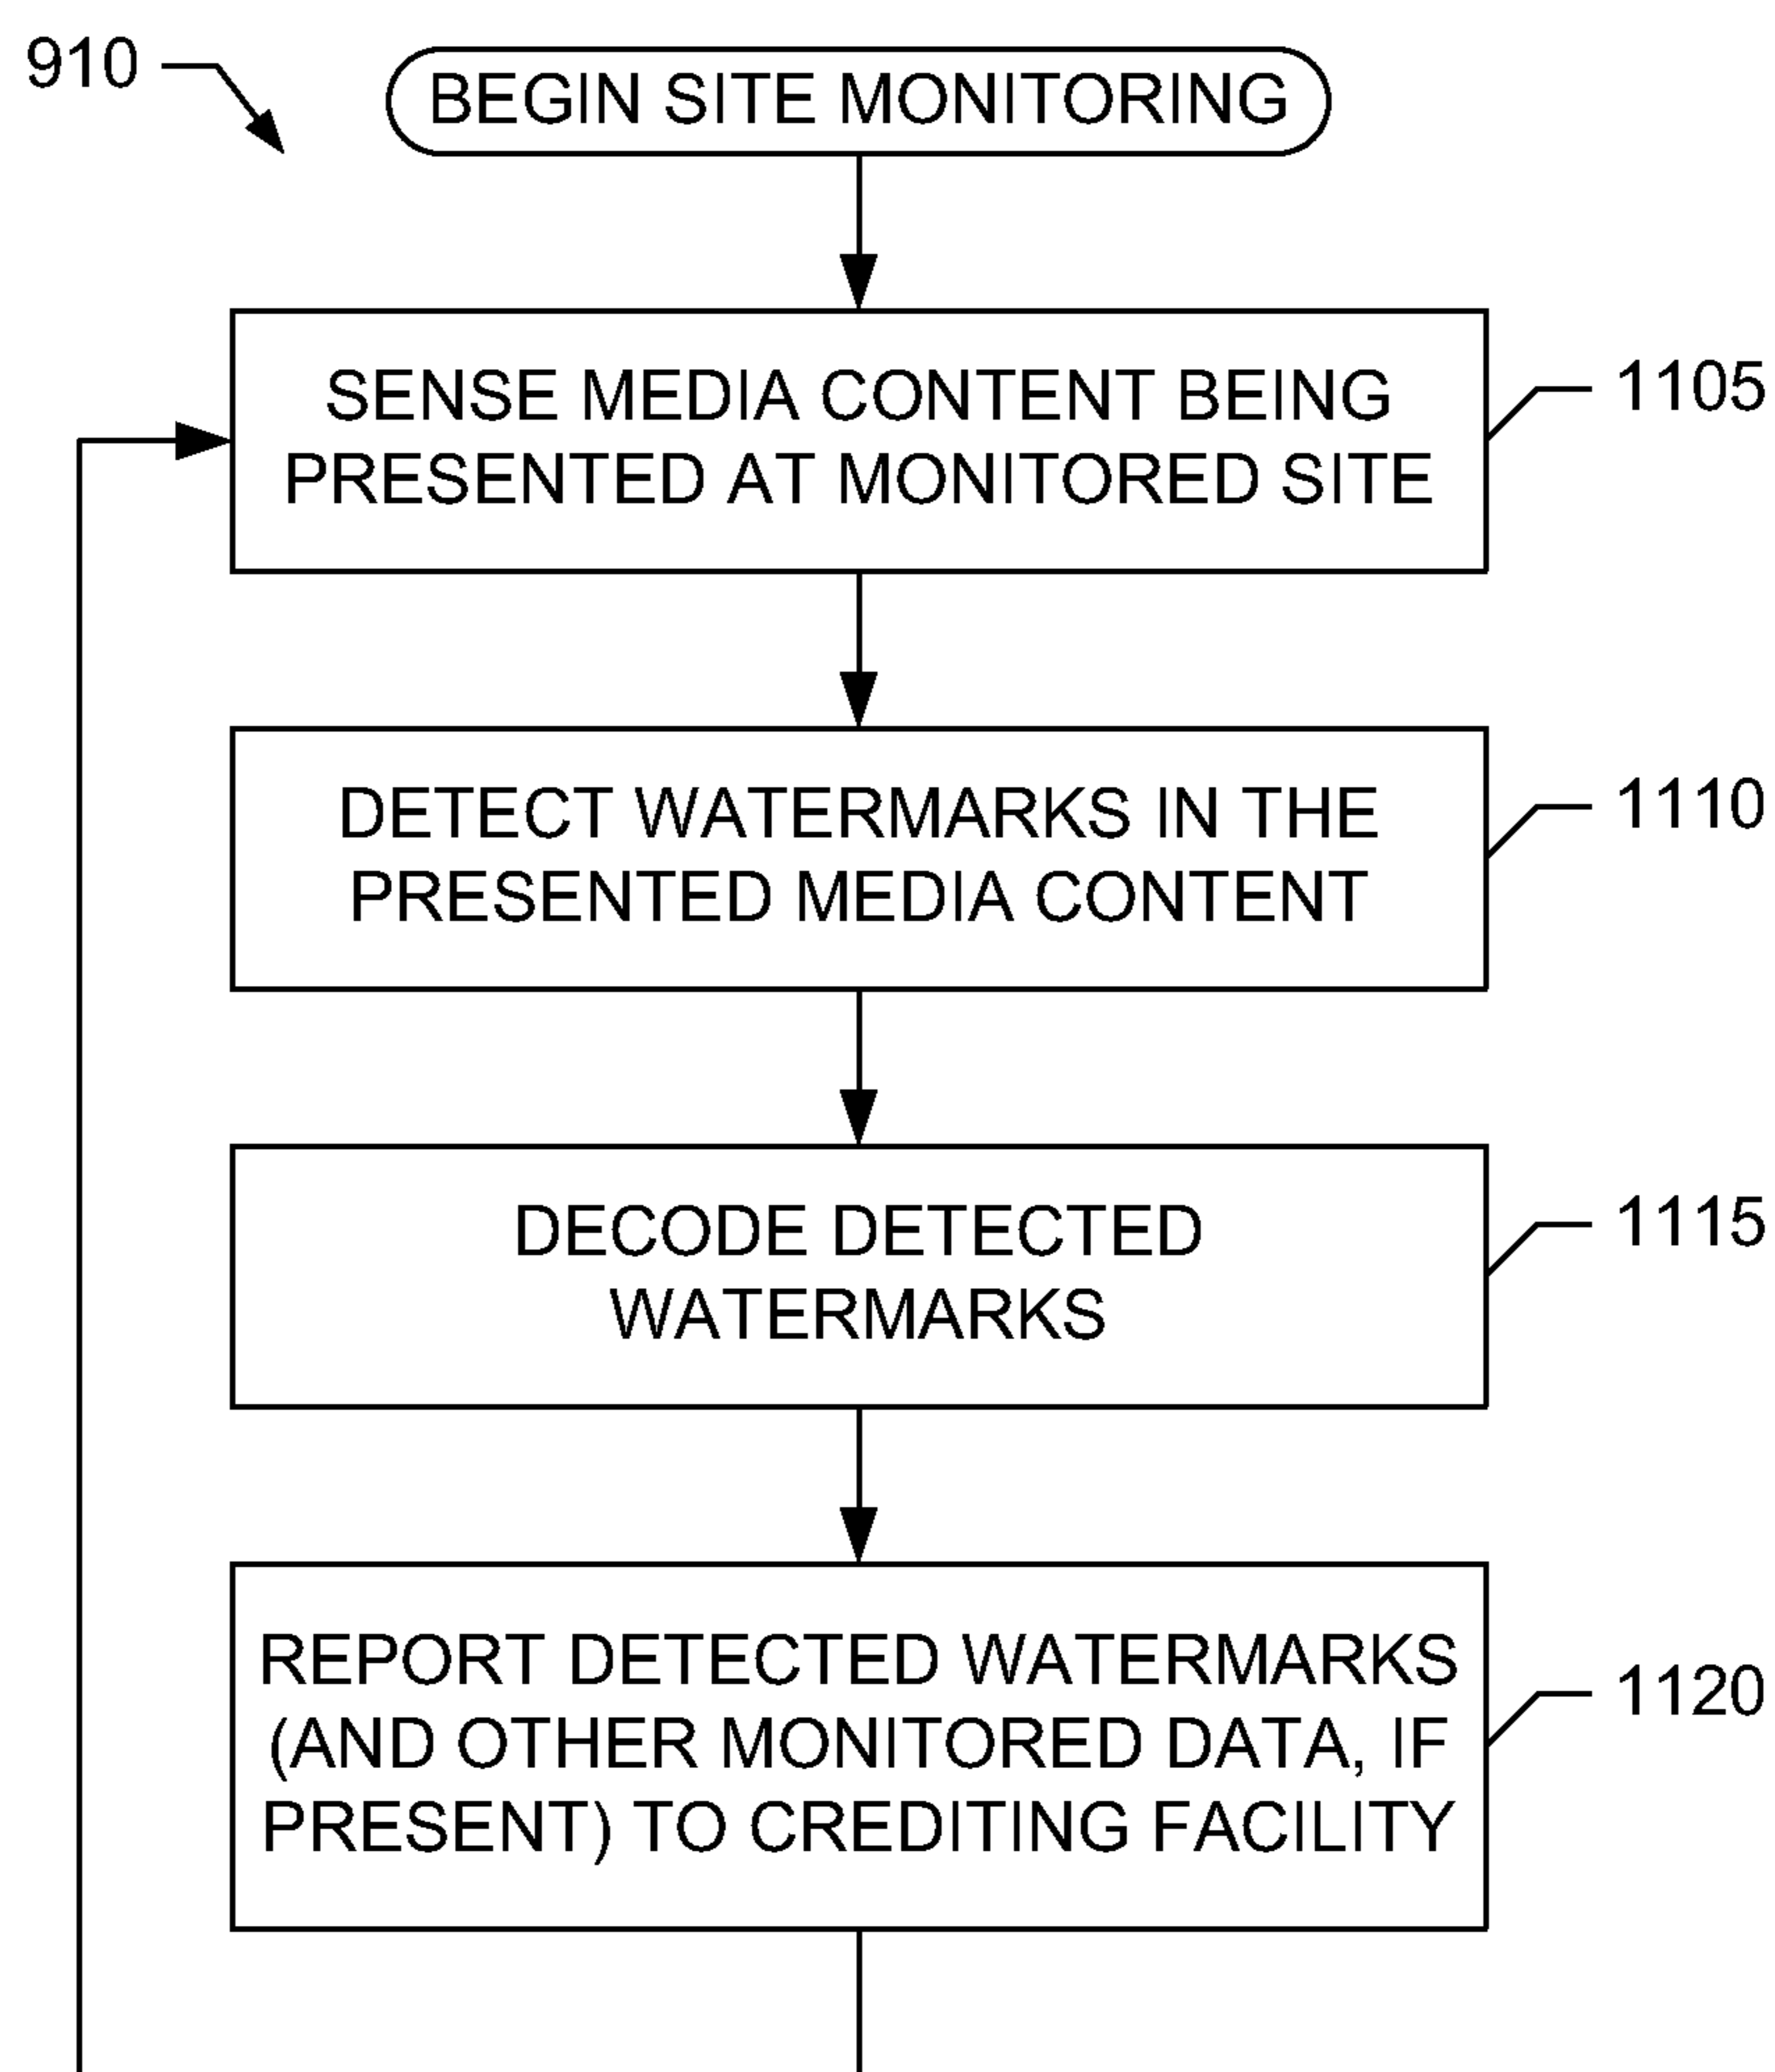 910
BEGIN SITE MONITORING
SENSE MEDIA CONTENT BEING
PRESENTED AT MONITORED SITE
1105
DETECT WATERMARKS IN THE
PRESENTED MEDIA CONTENT
1110
DECODE DETECTED
WATERMARKS
1115
REPORT DETECTED WATERMARKS
(AND OTHER MONITORED DATA, IF
PRESENT) TO CREDITING FACILITY
1120